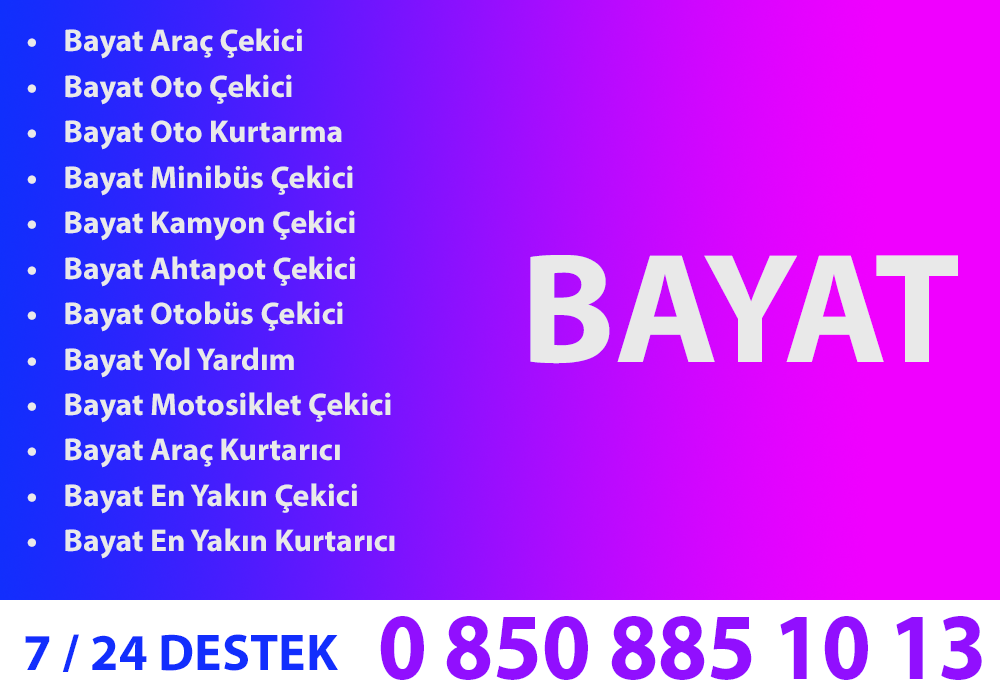 • Bayat Araç Çekici
• Bayat Oto Çekici
• Bayat Oto Kurtarma
• Bayat Minibüs Çekici
• Bayat Kamyon Çekici
• Bayat Ahtapot Çekici
• Bayat Otobüs Çekici
• Bayat Yol Yardım
• Bayat Motosiklet Çekici
• Bayat Araç Kurtarıcı
• Bayat En Yakın Çekici
• Bayat En Yakın Kurtarıcı
BAYAT
7 / 24 DESTEK 0 850 885 10 13